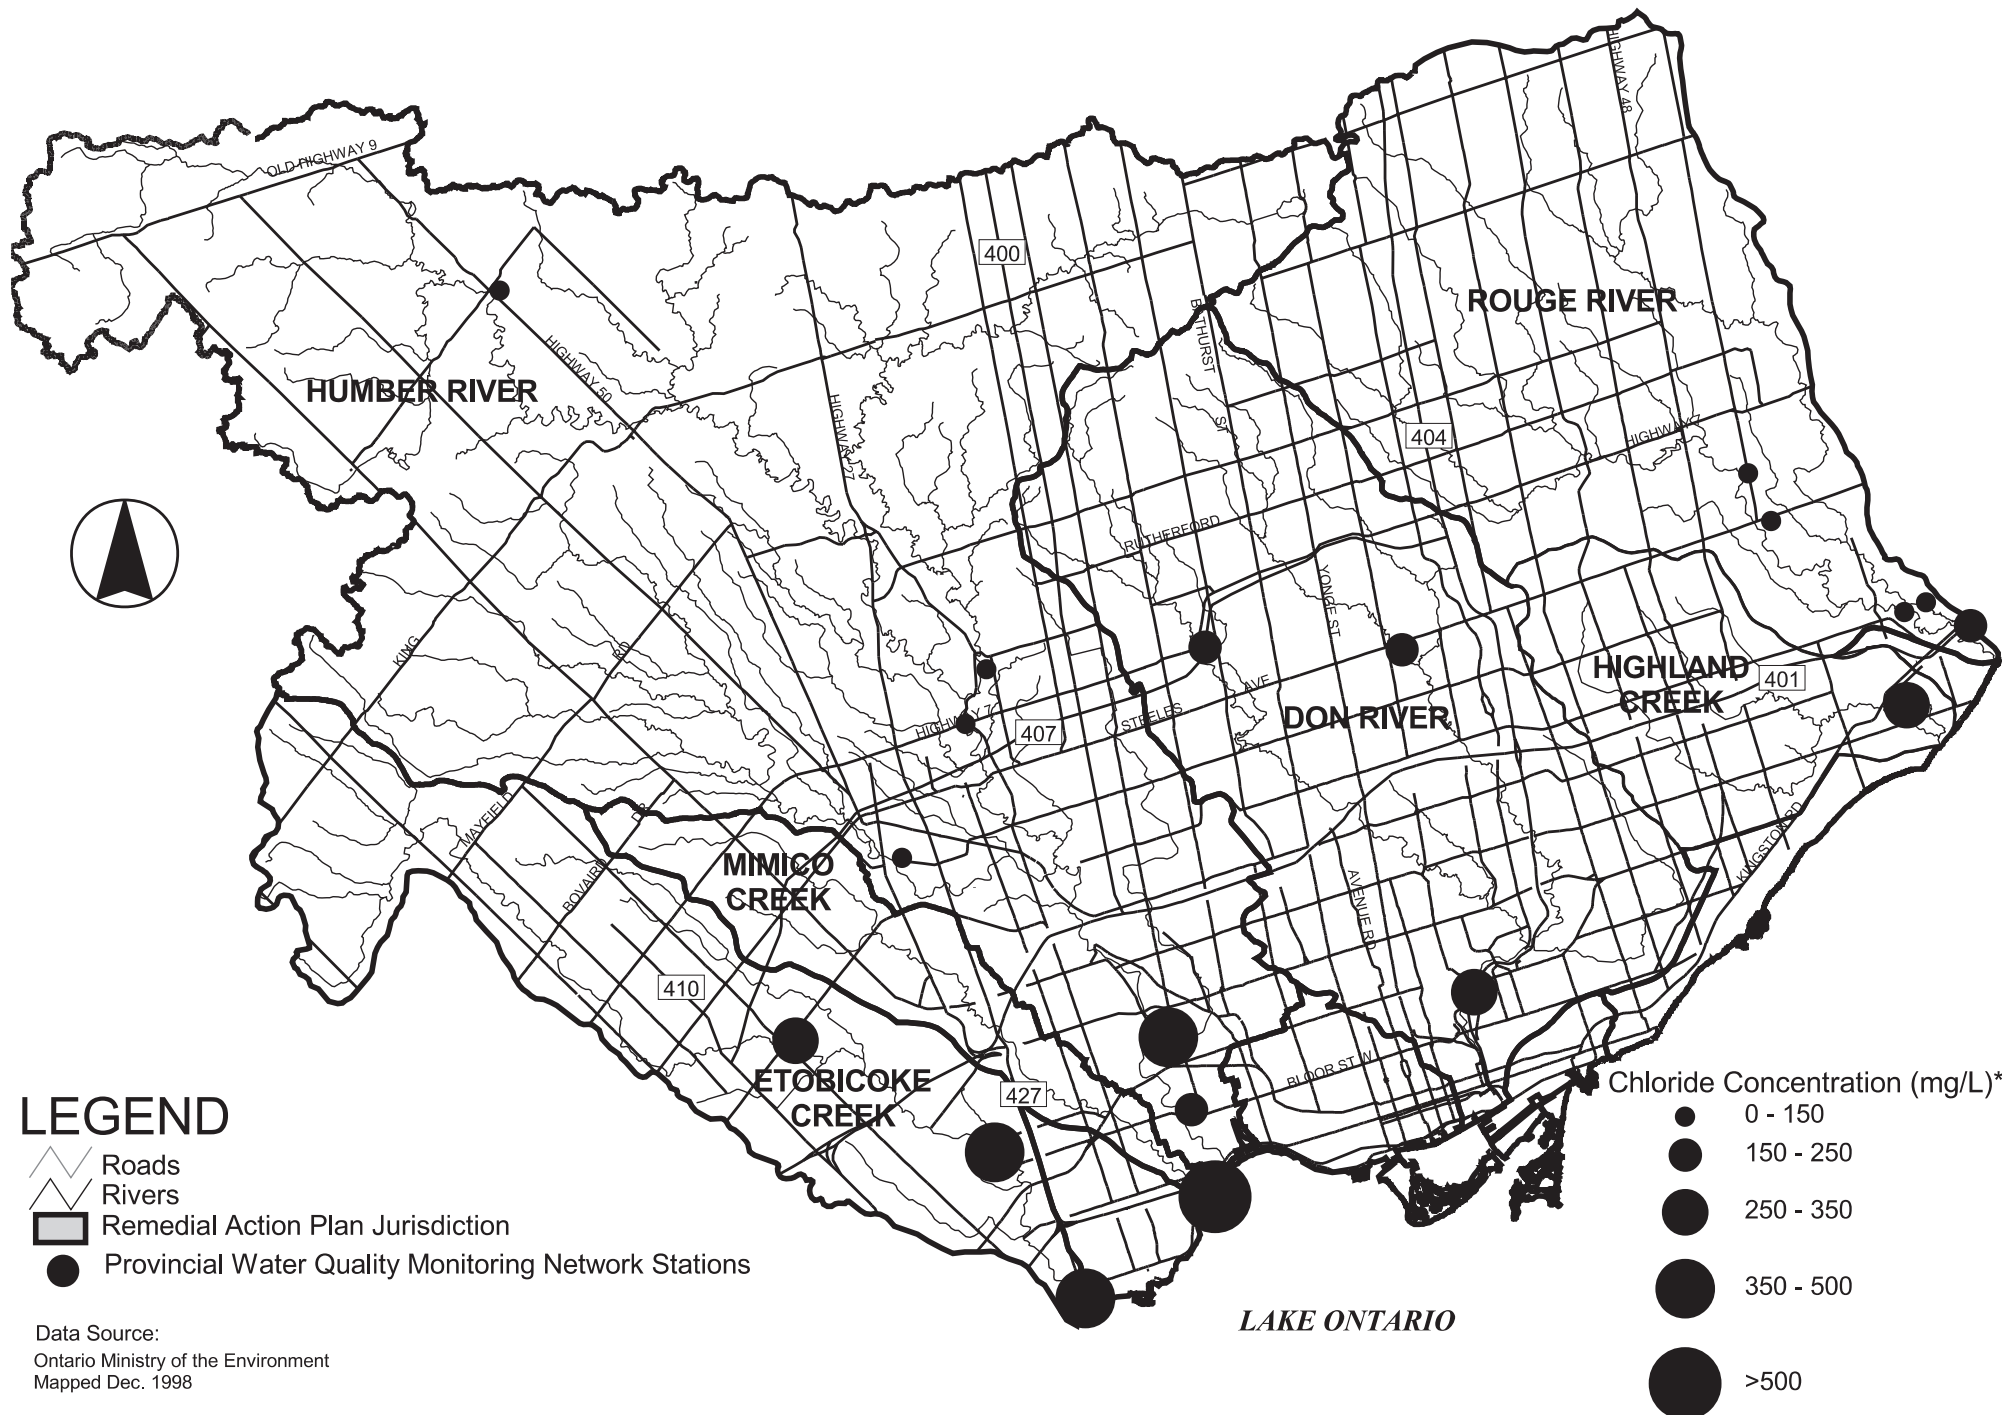 HIGHWAY 48
OLD HIGHWAY 9
400
ROUGE RIVER
BATHURST
ST
HIGHWAY 50
HUMBER RIVER
HIGHWAY 27
404
HIGHWAY 7
RUTHERFORD
YONGE ST
KING
RD
HIGHLAND
CREEK
401
AVE
STEELES
HIGHWAY 7
407
DON RIVER
MAYFIELD
DR
BOVAIRD
MIMICO
CREEK
AVENUE RD
KINGSTON RD
410
ETOBICOKE
CREEK
427
BLOOR ST W
LEGEND
Roads
Rivers
Remedial Action Plan Jurisdiction
Provincial Water Quality Monitoring Network Stations
Data Source:
Ontario Ministry of the Environment
Mapped Dec. 1998
LAKE ONTARIO
Chloride Concentration (mg/L)*
0 - 150
150 - 250
250 - 350
350 - 500
>500